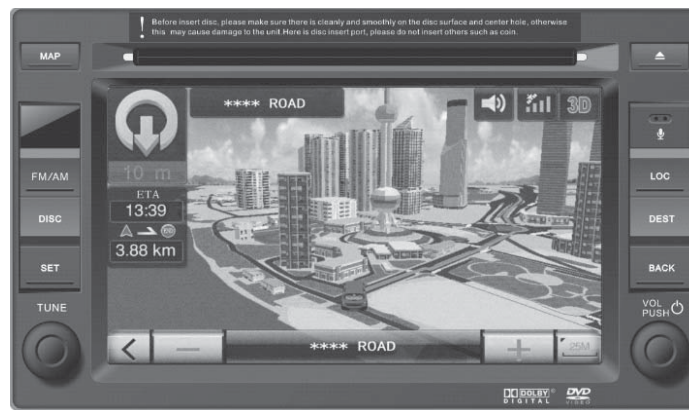 ! Before insert disc, please make sure there is cleanly and smoothly on the disc surface and center hole, otherwise
this may cause damage to the unit.Here is disc insert port, please do not insert others such as coin.
MAP
**** ROAD
3D
10 m
FM/AM
LOC
ETA
13:39
DISC
DEST
3.88 km
SET
BACK
TUNE
VOL
PUSH
**** ROAD
25M
DOLBY
DIGITAL
DVD
VIDEO